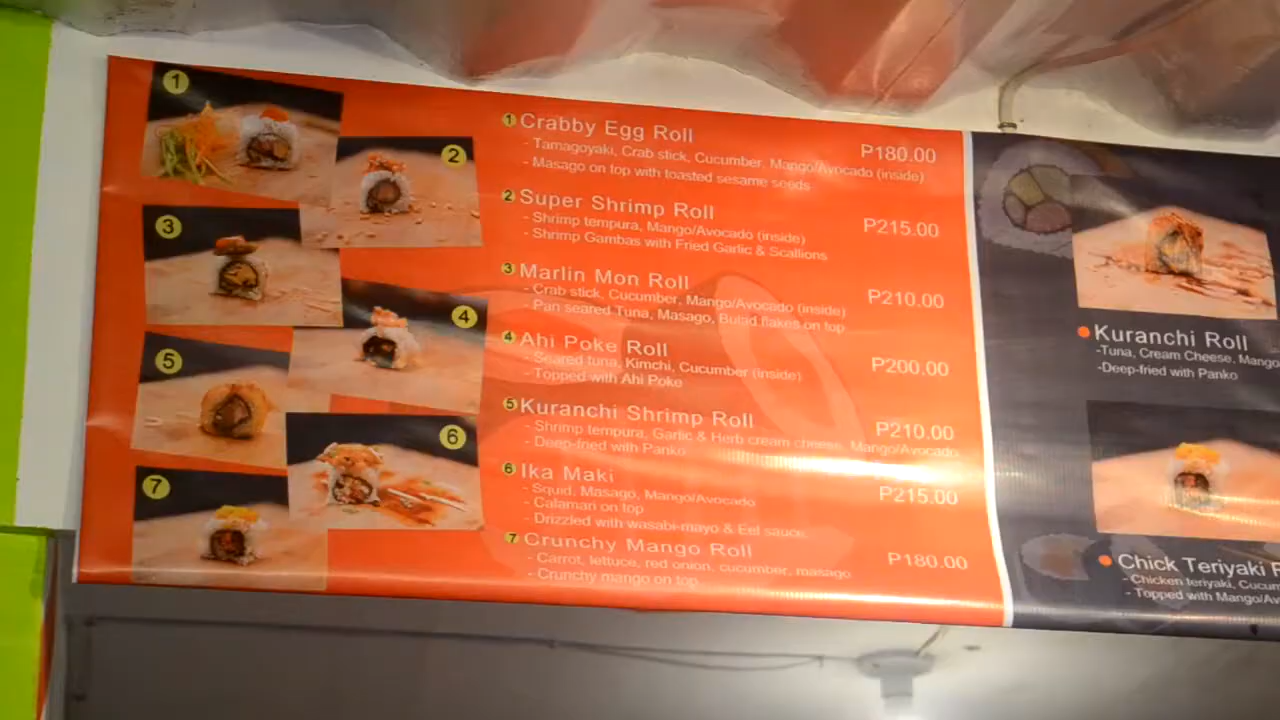 1
2
3
4
5
6
7
1 Crabby Egg Roll P180.00
- Tamagoyaki, Crab stick, Cucumber, Mango/Avocado (inside)
- Masago on top with toasted sesame seeds
2 Super Shrimp Roll P215.00
- Shrimp tempura, Mango/Avocado (inside)
- Shrimp Gambas with Fried Garlic & Scallions
3 Marlin Mon Roll P210.00
- Crab stick, Cucumber, Mango/Avocado (inside)
- Pan seared Tuna, Masago, flakes on top
4 Ahi Poke Roll P200.00
- Seared tuna, Kimchi, Cucumber (inside)
- Topped with Ahi Poke
5 Kuranchi Shrimp Roll P210.00
- Shrimp tempura, Garlic & Herb cream cheese, Mango/Avocado
- Deep-fried with Panko
6 Ika Maki P215.00
- Squid, Masago, Mango/Avocado
- Calamari on top
- Drizzled with wasabi-mayo & Eel sauce.
7 Crunchy Mango Roll P180.00
- Carrot, lettuce, red onion, cucumber, masago
- Crunchy mango on top
Kuranchi Roll
-Tuna, Cream Cheese, Mango
-Deep-fried with Panko
Chick Teriyaki
- Chicken teriyaki, Cucum
- Topped with Mango/Av